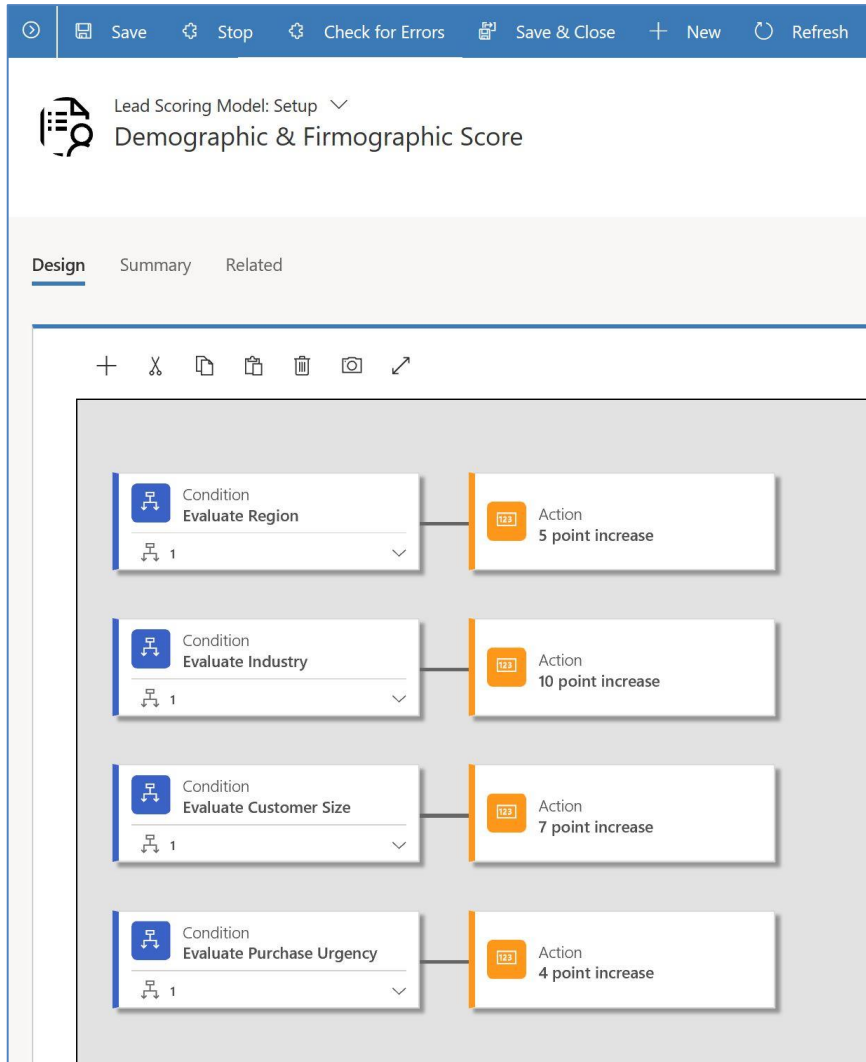 Save Stop Check for Errors Save & Close New Refresh
Lead Scoring Model: Setup
Demographic & Firmographic Score
Design Summary Related
Condition
Evaluate Region
1
Action
5 point increase
Condition
Evaluate Industry
1
Action
10 point increase
Condition
Evaluate Customer Size
1
Action
7 point increase
Condition
Evaluate Purchase Urgency
1
Action
4 point increase